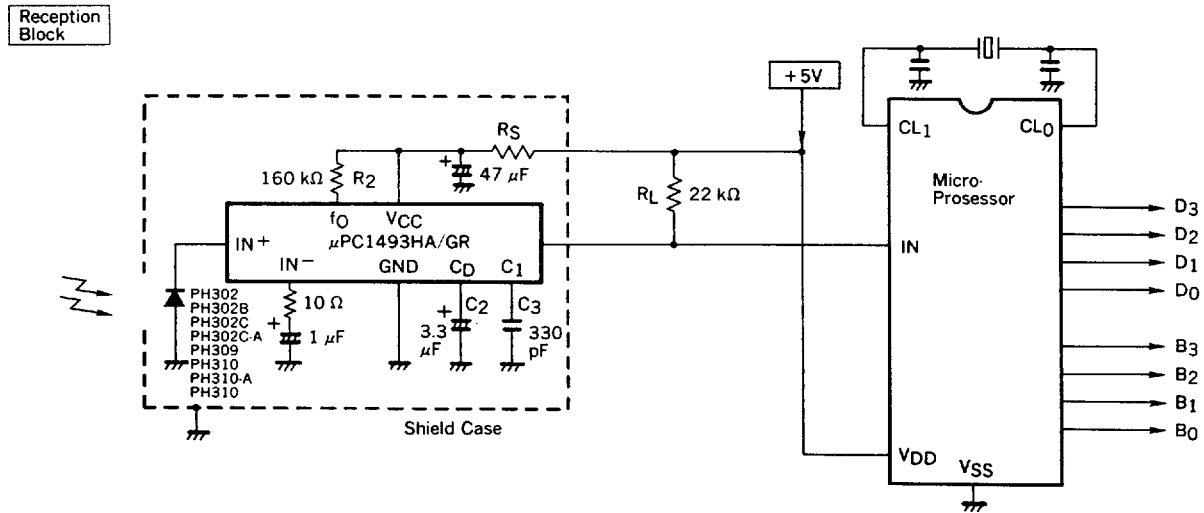 Reception
Block
+5V
CL1
CL0
RS
+
47 μF
160 kΩ
R2
RL
22 kΩ
Micro-
Prosessor
fO
VCC
μPC1493HA/GR
IN+
IN−
GND
CD
C1
IN
D3
D2
D1
D0
PH302
PH302B
PH302C
PH302C-A
PH309
PH310
PH310-A
PH310
10 Ω
+
1 μF
+
C2
3.3
μF
C3
330
pF
B3
B2
B1
B0
Shield Case
VDD
VSS